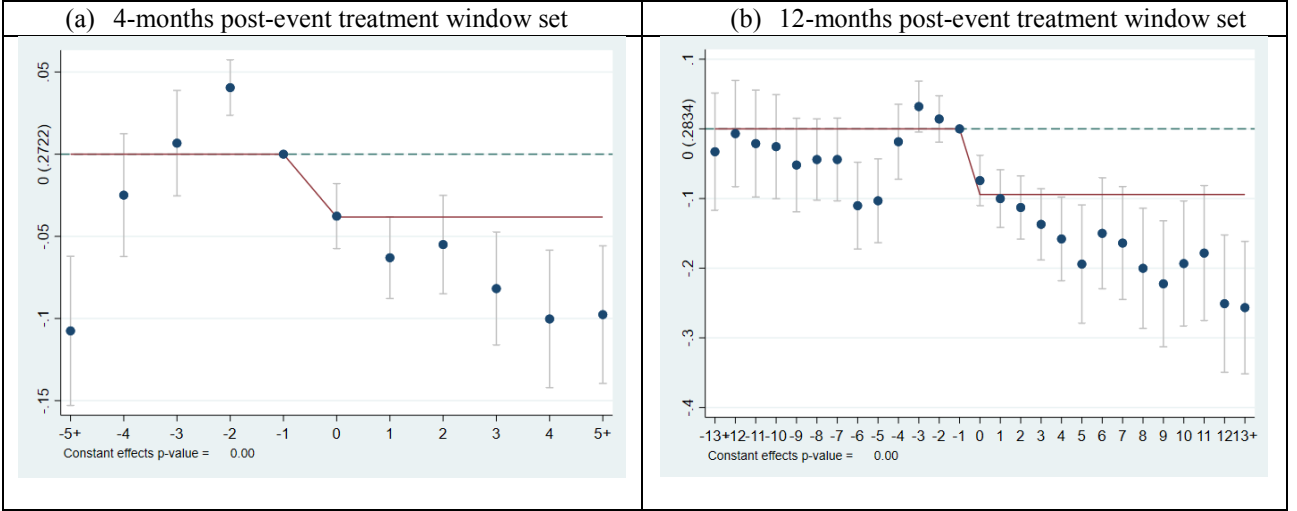 (a) 4-months post-event treatment window set
(b) 12-months post-event treatment window set
.05
0 (.2722)
-.05
-.1
-.15
-5+ -4 -3 -2 -1 0 1 2 3 4 5+
Constant effects p-value = 0.00
.1
0 (.2834)
-.1
-.2
-.3
-.4
-13+-12-11-10-9 -8 -7 -6 -5 -4 -3 -2 -1 0 1 2 3 4 5 6 7 8 9 10 11 1213+
Constant effects p-value = 0.00